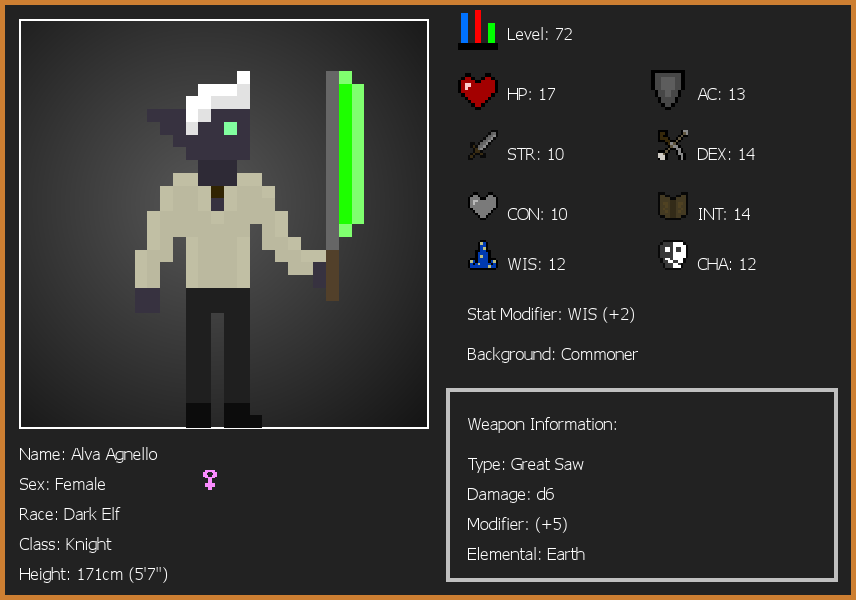 Level: 72
HP: 17
AC: 13
STR: 10
DEX: 14
CON: 10
INT: 14
WIS: 12
CHA: 12
Stat Modifier: WIS (+2)
Background: Commoner
Weapon Information:
Type: Great Saw
Damage: d6
Modifier: (+5)
Elemental: Earth
Name: Alva Agnello
Sex: Female
Race: Dark Elf
Class: Knight
Height: 171cm (5'7")